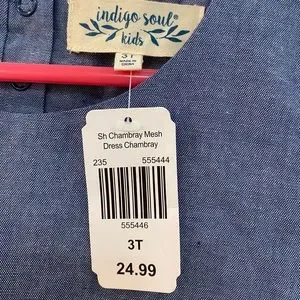 indigo soul®
kids
3T
MADE IN
CHINA
Sh Chambray Mesh
Dress Chambray
235 555444
555446
3T
24.99